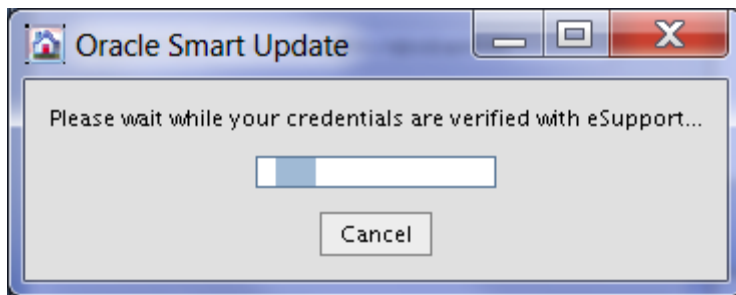 Oracle Smart Update
Please wait while your credentials are verified with eSupport...
Cancel